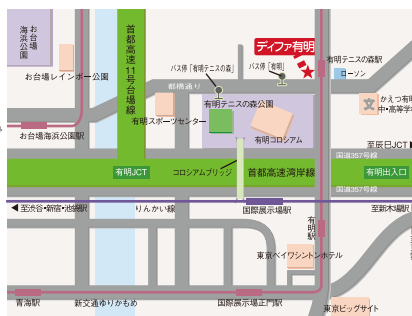 お台場
海浜公園
首都高速11号台場線
ディファ有明
バス停「有明テニスの森」
バス停「有明」
有明テニスの森駅
ローソン
お台場レインボー公園
都橋通り
有明テニスの森公園
かえつ有明
中・高等学
文
有明スポーツセンター
有明コロシアム
お台場海浜公園駅
至辰巳JCT
国道357号線
有明JCT
コロシアムブリッジ
首都高速湾岸線
有明出入口
国道357号線
◀至渋谷・新宿・池袋駅
りんかい線
国際展示場駅
至新木場駅
有明駅
東京ベイワシントンホテル
青海駅
新交通ゆりかもめ
国際展示場正門駅
東京ビッグサイト